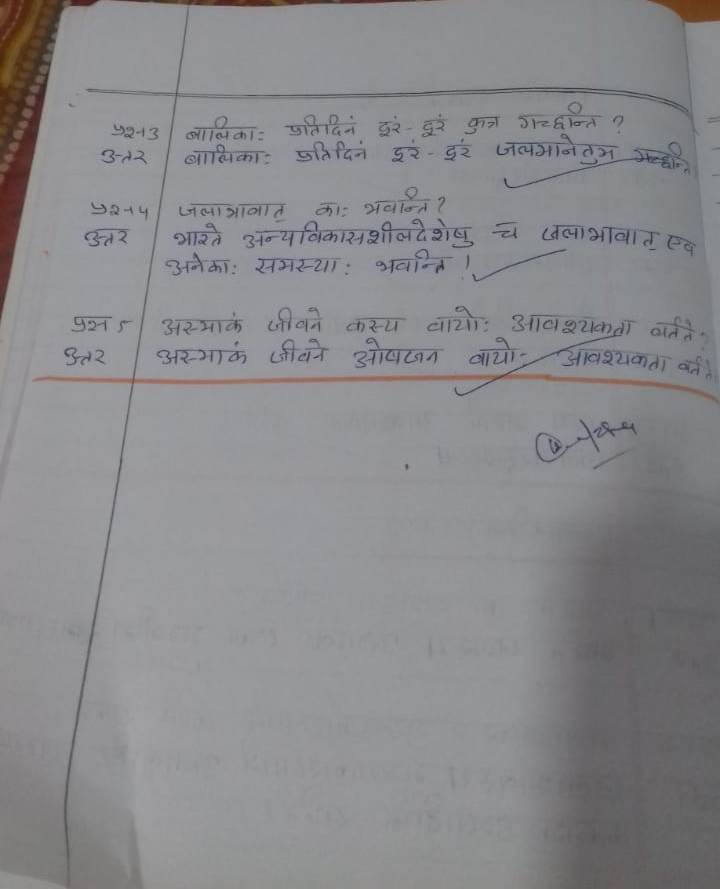 प्रश्न3 बालिका: प्रतिदिनं दूरं-दूरं कुत्र गच्छन्ति?
उत्तर बालिका: प्रतिदिनं दूरं-दूरं जलमानेतुम गच्छन्ति
प्रश्न4 जलाभावात् का: भवन्ति?
उत्तर भारते अन्यविकासशीलदेशेषु च जलाभावात् एव
अनेका: समस्या: भवन्ति।
प्रश्न 5 अस्माकं जीवने कस्य वायो: आवश्यकता वर्तते?
उत्तर अस्माकं जीवने ओषजन वायो: आवश्यकता वर्तते